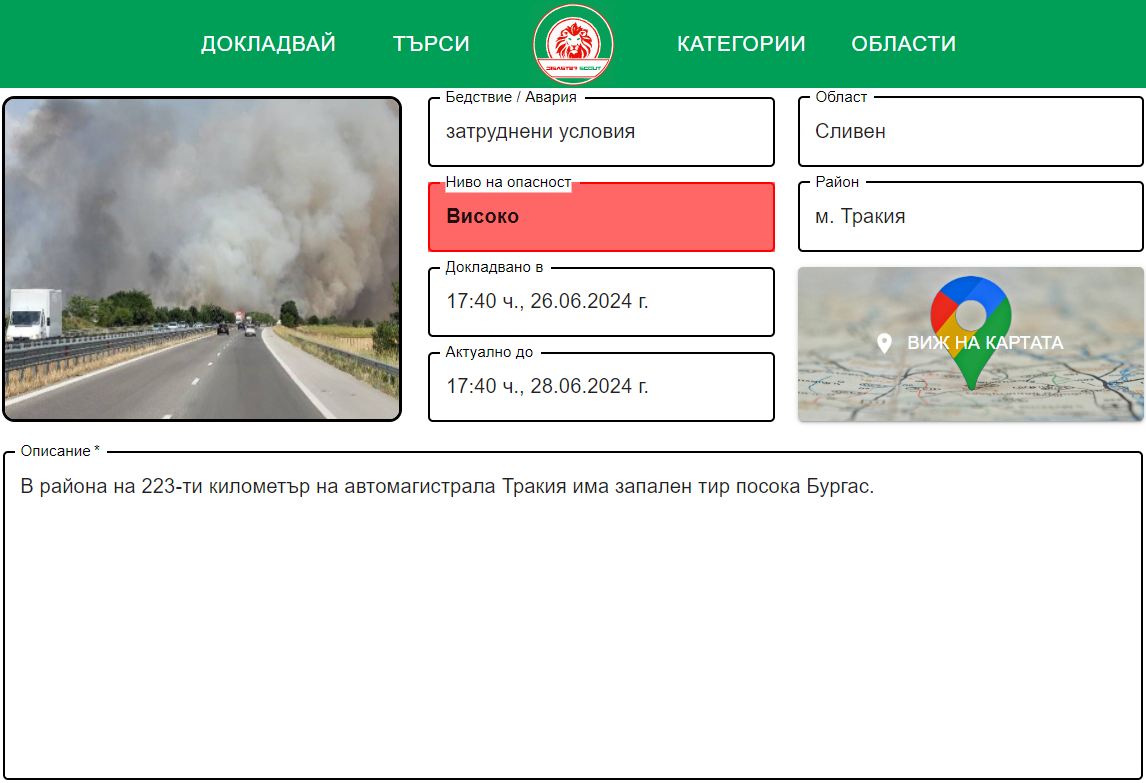 ДОКЛАДВАЙ ТЪРСИ DISASTER SCOUT КАТЕГОРИИ ОБЛАСТИ
Бедствие / Авария
затруднени условия
Област
Сливен
Ниво на опасност
Високо
Район
м. Тракия
Докладвано в
17:40 ч., 26.06.2024 г.
Актуално до
17:40 ч., 28.06.2024 г.
ВИЖ НА КАРТАТА
Описание *
В района на 223-ти километър на автомагистрала Тракия има запален тир посока Бургас.